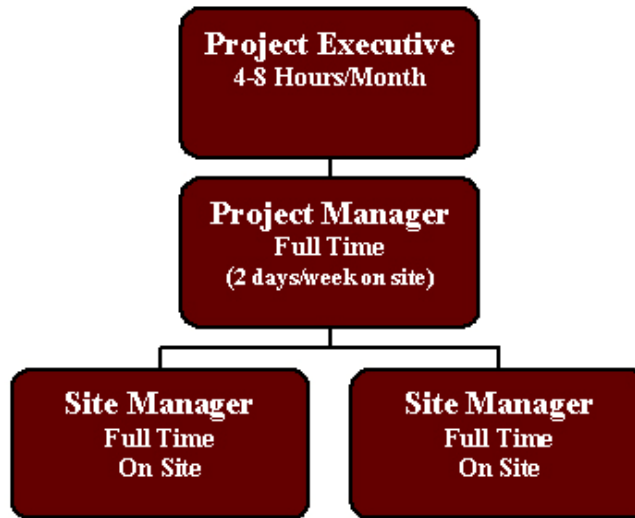 Project Executive
4-8 Hours/Month
Project Manager
Full Time
(2 days/week on site)
Site Manager
Full Time
On Site
Site Manager
Full Time
On Site